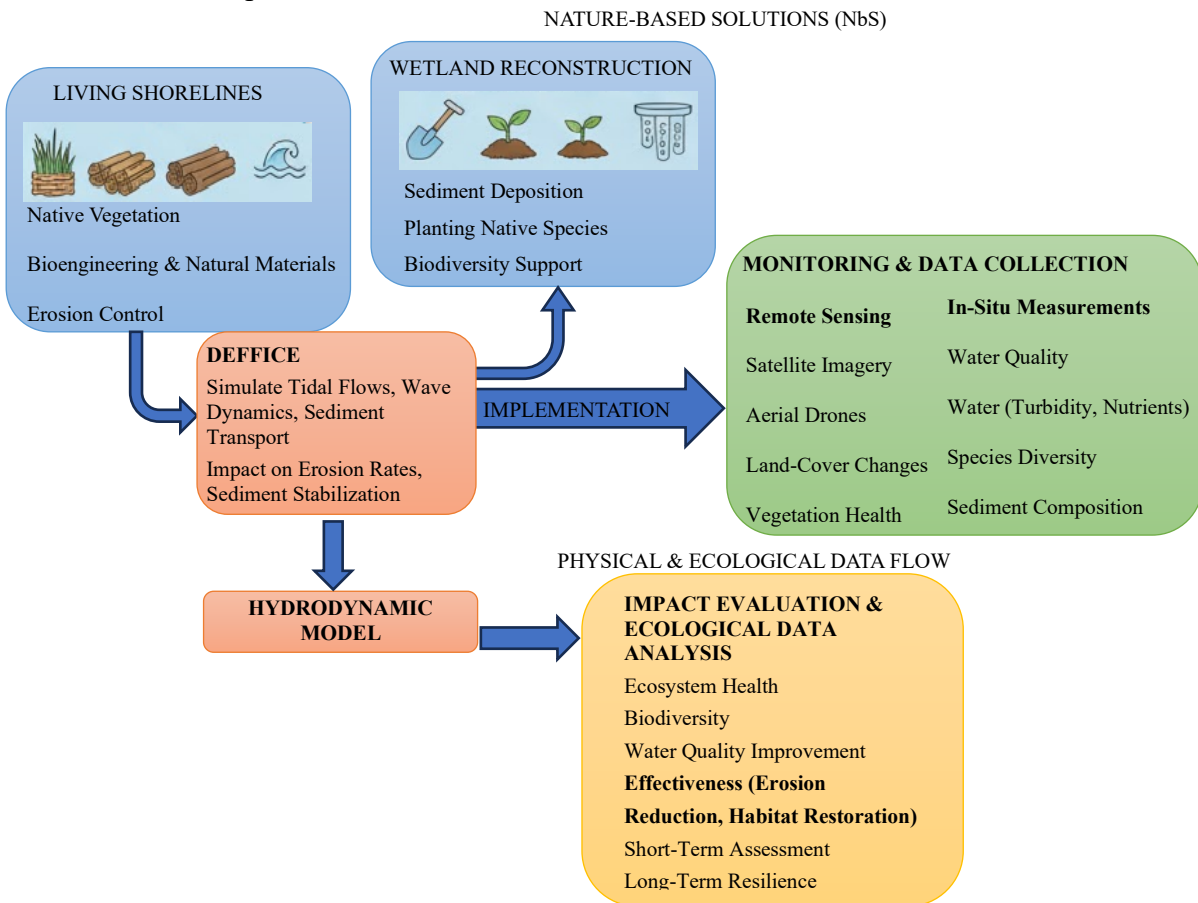 NATURE-BASED SOLUTIONS (NbS)
LIVING SHORELINES
Native Vegetation
Bioengineering & Natural Materials
Erosion Control
WETLAND RECONSTRUCTION
Sediment Deposition
Planting Native Species
Biodiversity Support
DEFFICE
Simulate Tidal Flows, Wave
Dynamics, Sediment
Transport
Impact on Erosion Rates,
Sediment Stabilization
IMPLEMENTATION
MONITORING & DATA COLLECTION
Remote Sensing
Satellite Imagery
Aerial Drones
Land-Cover Changes
Vegetation Health
In-Situ Measurements
Water Quality
Water (Turbidity, Nutrients)
Species Diversity
Sediment Composition
HYDRODYNAMIC
MODEL
PHYSICAL & ECOLOGICAL DATA FLOW
IMPACT EVALUATION &
ECOLOGICAL DATA
ANALYSIS
Ecosystem Health
Biodiversity
Water Quality Improvement
Effectiveness (Erosion
Reduction, Habitat Restoration)
Short-Term Assessment
Long-Term Resilience